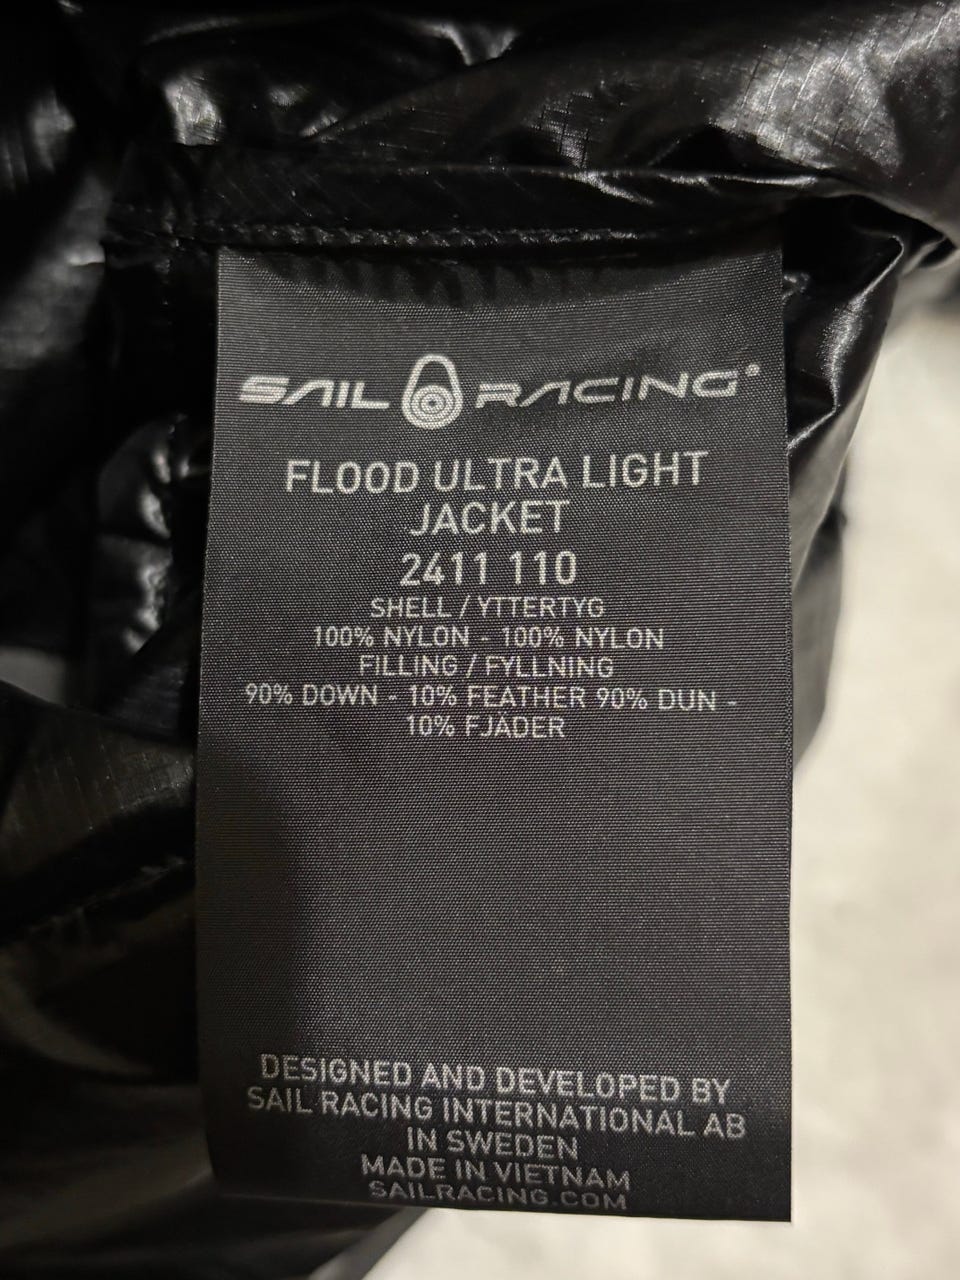 SAIL RACING®
FLOOD ULTRA LIGHT
JACKET
2411 110
SHELL / YTTERTYG
100% NYLON - 100% NYLON
FILLING / FYLLNING
90% DOWN - 10% FEATHER 90% DUN -
10% FJÄDER
DESIGNED AND DEVELOPED BY
SAIL RACING INTERNATIONAL AB
IN SWEDEN
MADE IN VIETNAM
SAILRACING.COM